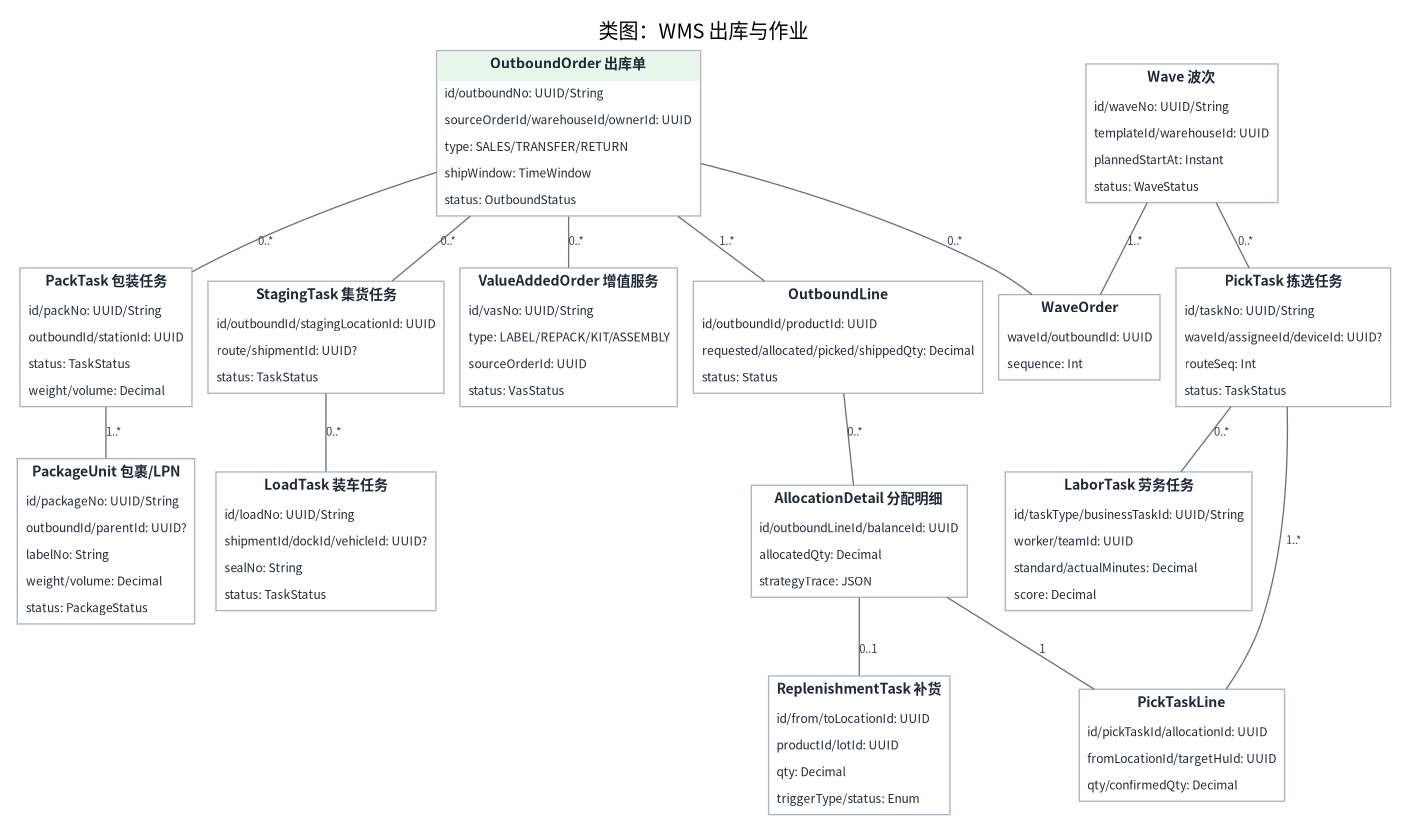 类图：WMS 出库与作业
OutboundOrder 出库单
id/outboundNo: UUID/String
sourceOrderId/warehouseId/ownerId: UUID
type: SALES/TRANSFER/RETURN
shipWindow: TimeWindow
status: OutboundStatus
Wave 波次
id/waveNo: UUID/String
templateId/warehouseId: UUID
plannedStartAt: Instant
status: WaveStatus
0..*
0..*
0..*
1..*
0..*
1..*
0..*
PackTask 包装任务
id/packNo: UUID/String
outboundId/stationId: UUID
status: TaskStatus
weight/volume: Decimal
StagingTask 集货任务
id/outboundId/stagingLocationId: UUID
route/shipmentId: UUID?
status: TaskStatus
ValueAddedOrder 增值服务
id/vasNo: UUID/String
type: LABEL/REPACK/KIT/ASSEMBLY
sourceOrderId: UUID
status: VasStatus
OutboundLine
id/outboundId/productId: UUID
requested/allocated/picked/shippedQty: Decimal
status: Status
WaveOrder
waveId/outboundId: UUID
sequence: Int
PickTask 拣选任务
id/taskNo: UUID/String
waveId/assigneeId/deviceId: UUID?
routeSeq: Int
status: TaskStatus
1..*
0..*
0..*
0..*
1..*
PackageUnit 包裹/LPN
id/packageNo: UUID/String
outboundId/parentId: UUID?
labelNo: String
weight/volume: Decimal
status: PackageStatus
LoadTask 装车任务
id/loadNo: UUID/String
shipmentId/dockId/vehicleId: UUID?
sealNo: String
status: TaskStatus
AllocationDetail 分配明细
id/outboundLineId/balanceId: UUID
allocatedQty: Decimal
strategyTrace: JSON
LaborTask 劳务任务
id/taskType/businessTaskId: UUID/String
worker/teamId: UUID
standard/actualMinutes: Decimal
score: Decimal
0..1
1
ReplenishmentTask 补货
id/from/toLocationId: UUID
productId/lotId: UUID
qty: Decimal
triggerType/status: Enum
PickTaskLine
id/pickTaskId/allocationId: UUID
fromLocationId/targetHuId: UUID
qty/confirmedQty: Decimal